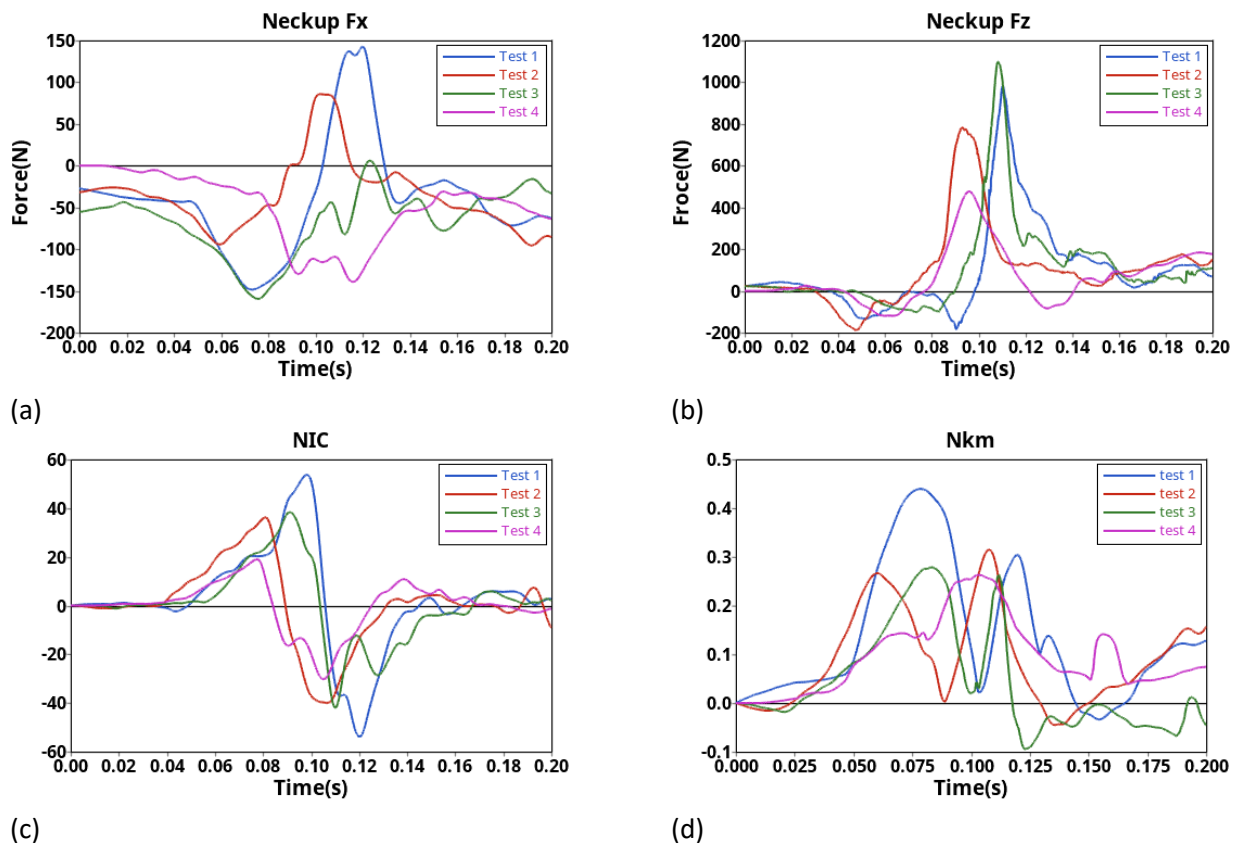 Neckup Fx
150
100
50
0
-50
-100
-150
-200
Force(N)
0.00 0.02 0.04 0.06 0.08 0.10 0.12 0.14 0.16 0.18 0.20
Time(s)
Test 1
Test 2
Test 3
Test 4
(a)
Neckup Fz
1200
1000
800
600
400
200
0
-200
Froce(N)
0.00 0.02 0.04 0.06 0.08 0.10 0.12 0.14 0.16 0.18 0.20
Time(s)
Test 1
Test 2
Test 3
Test 4
(b)
NIC
60
40
20
0
-20
-40
-60
0.00 0.02 0.04 0.06 0.08 0.10 0.12 0.14 0.16 0.18 0.20
Time(s)
Test 1
Test 2
Test 3
Test 4
(c)
Nkm
0.5
0.4
0.3
0.2
0.1
0.0
-0.1
0.000 0.025 0.050 0.075 0.100 0.125 0.150 0.175 0.200
Time(s)
test 1
test 2
test 3
test 4
(d)